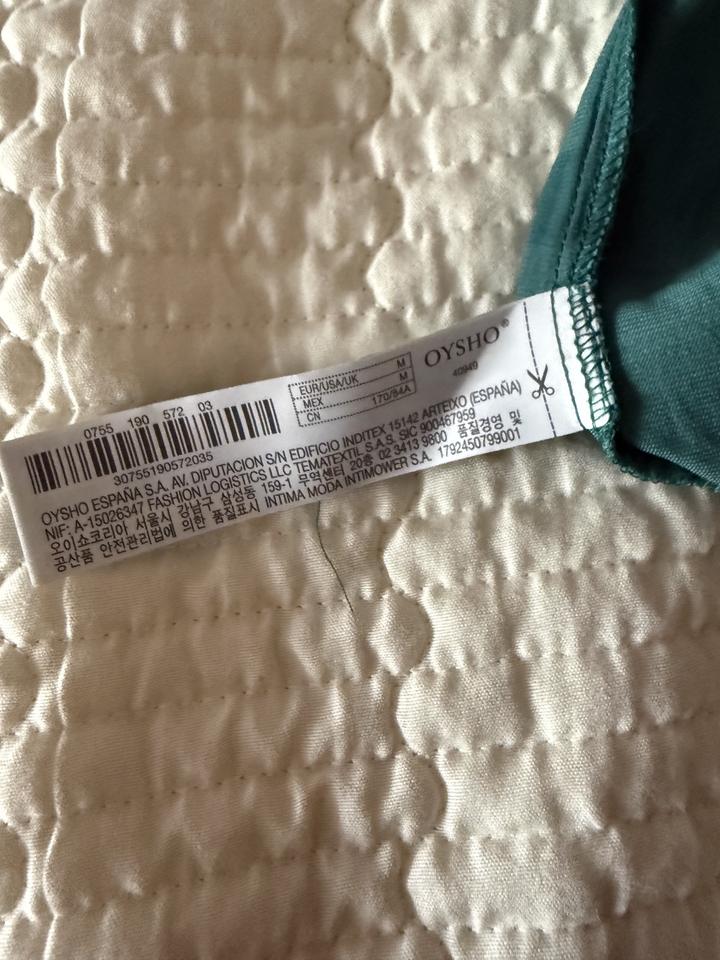 OYSHO®
40949
EUR/USA/UK M
MEX M
CN 170/84A
0755 190 572 03
30755190572035
OYSHO ESPAÑA S.A. AV. DIPUTACION S/N EDIFICIO INDITEX 15142 ARTEIXO (ESPAÑA)
NIF: A-15026347 FASHION LOGISTICS LLC TEMATEXTIL S.A.S. SIC 900467959
오이쇼코리아 서울시 강남구 삼성동 159-1 무역센터 20층 02 3413 9800 품질경영 및
공산품 안전관리법에 의한 품질표시 INTIMA MODA INTIMOWER S.A. 1792450799001